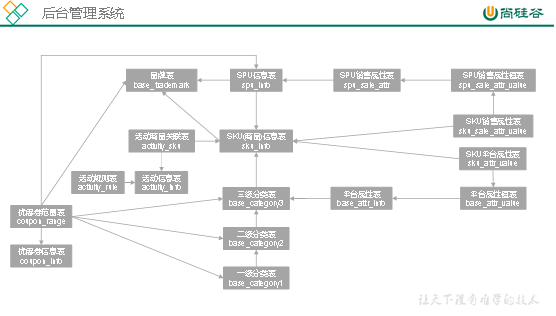 后台管理系统
尚硅谷
品牌表
base_trademark
SPU信息表
spu_info
SPU销售属性表
spu_sale_attr
SPU销售属性值表
spu_sale_attr_value
SKU销售属性表
sku_sale_attr_value
活动商品关联表
activity_sku
SKU(商品)信息表
sku_info
SKU平台属性表
sku_attr_value
活动规则表
activity_rule
活动信息表
activity_info
三级分类表
base_category3
平台属性表
base_attr_info
平台属性值表
base_attr_value
优惠券范围表
coupon_range
二级分类表
base_category2
优惠券信息表
coupon_info
一级分类表
base_category1
让天下没有难学的技术